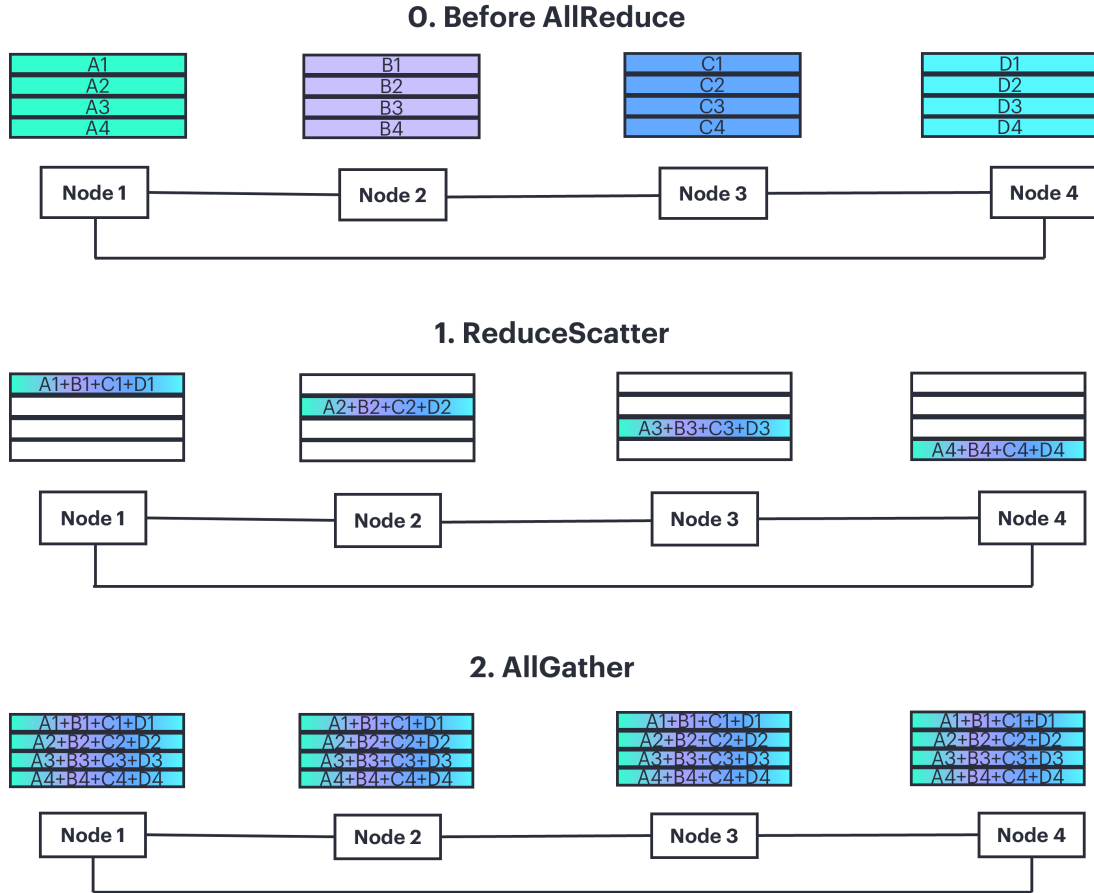 0. Before AllReduce
A1
A2
A3
A4
B1
B2
B3
B4
C1
C2
C3
C4
D1
D2
D3
D4
Node 1
Node 2
Node 3
Node 4
1. ReduceScatter
A1+B1+C1+D1
A2+B2+C2+D2
A3+B3+C3+D3
A4+B4+C4+D4
Node 1
Node 2
Node 3
Node 4
2. AllGather
A1+B1+C1+D1
A2+B2+C2+D2
A3+B3+C3+D3
A4+B4+C4+D4
A1+B1+C1+D1
A2+B2+C2+D2
A3+B3+C3+D3
A4+B4+C4+D4
A1+B1+C1+D1
A2+B2+C2+D2
A3+B3+C3+D3
A4+B4+C4+D4
A1+B1+C1+D1
A2+B2+C2+D2
A3+B3+C3+D3
A4+B4+C4+D4
Node 1
Node 2
Node 3
Node 4